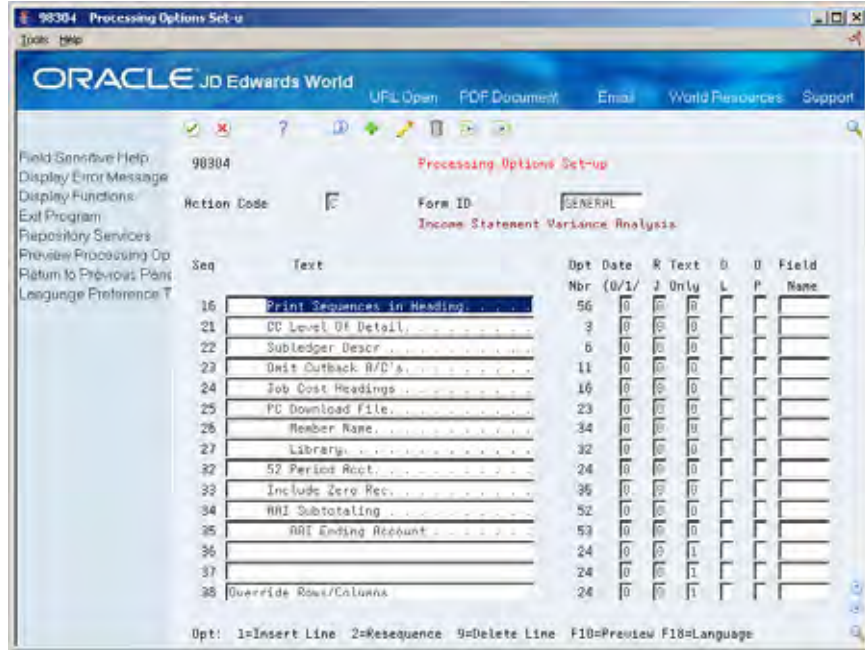 98304 Processing Options Set-u
Tools Help
ORACLE JD Edwards World
URL Open PDF Document Email World Resources Support
Field Sensitive Help
Display Error Message
Display Functions
Exit Program
Repository Services
Preview Processing Op
Return to Previous Pane
Language Preference T
98304 Processing Options Set-up
Action Code C Form ID GENERAL
Income Statement Variance Analysis
Seq Text Opt Date R Text D O Field
Nbr (0/1/ J Only L P Name
16 Print Sequences in Heading. . . . . 56 0 0 0
21 CC Level Of Detail. . . . . . . . . 3 0 0 0
22 Subledger Descr . . . . . . . . . . 6 0 0 0
23 Omit Cutback A/C's. . . . . . . . . 11 0 0 0
24 Job Cost Headings . . . . . . . . . 16 0 0 0
25 PC Download File. . . . . . . . . . 23 0 0 0
26 Member Name. . . . . . . . . . . 34 0 0 0
27 Library. . . . . . . . . . . . . 32 0 0 0
32 52 Period Acct. . . . . . . . . . . 24 0 0 0
33 Include Zero Rec. . . . . . . . . . 35 0 0 0
34 AAI Subtotaling . . . . . . . . . . 52 0 0 0
35 AAI Ending Account . . . . . . . 53 0 0 0
36 24 0 0 1
37 24 0 0 1
38 Override Rows/Columns 24 0 0 1
Opt: 1=Insert Line 2=Resequence 9=Delete Line F10=Preview F18=Language